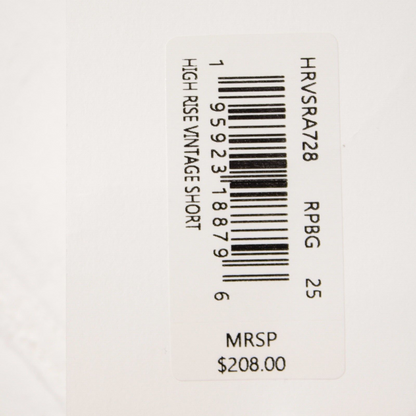 HRVSRA728 RPBG 25
1 95923 18879 6
HIGH RISE VINTAGE SHORT
MRSP
$208.00